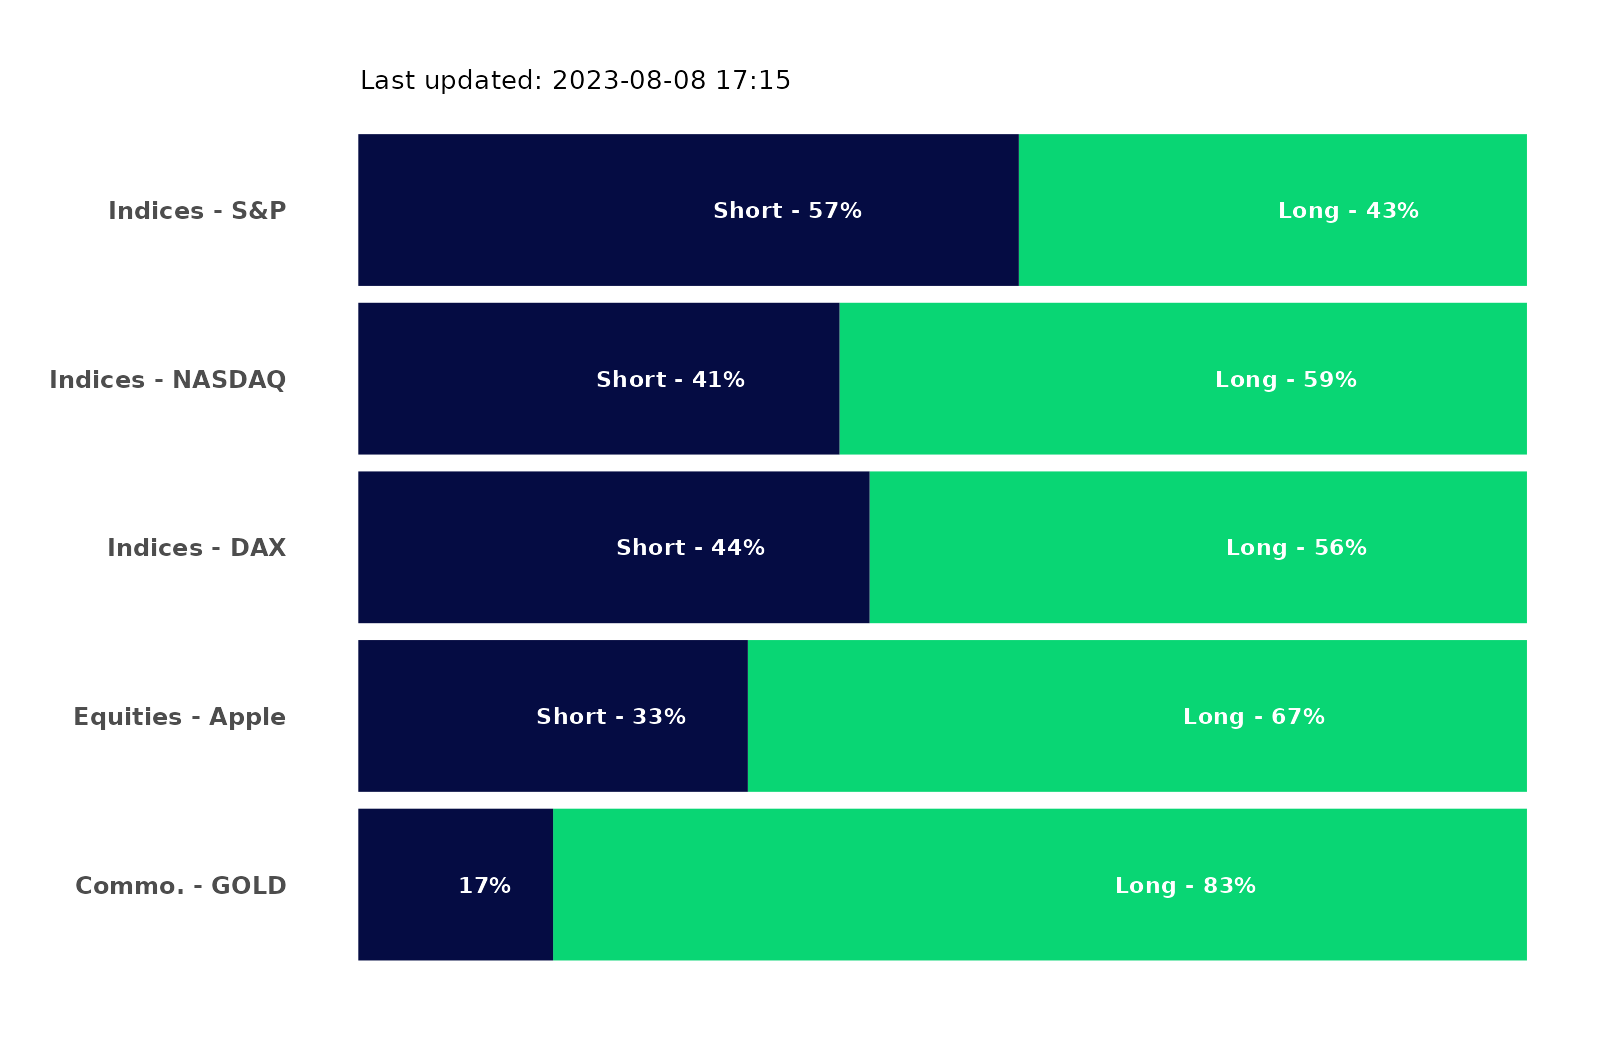 Last updated: 2023-08-08 17:15
Indices - S&P
Short - 57%
Long - 43%
Indices - NASDAQ
Short - 41%
Long - 59%
Indices - DAX
Short - 44%
Long - 56%
Equities - Apple
Short - 33%
Long - 67%
Commo. - GOLD
17%
Long - 83%